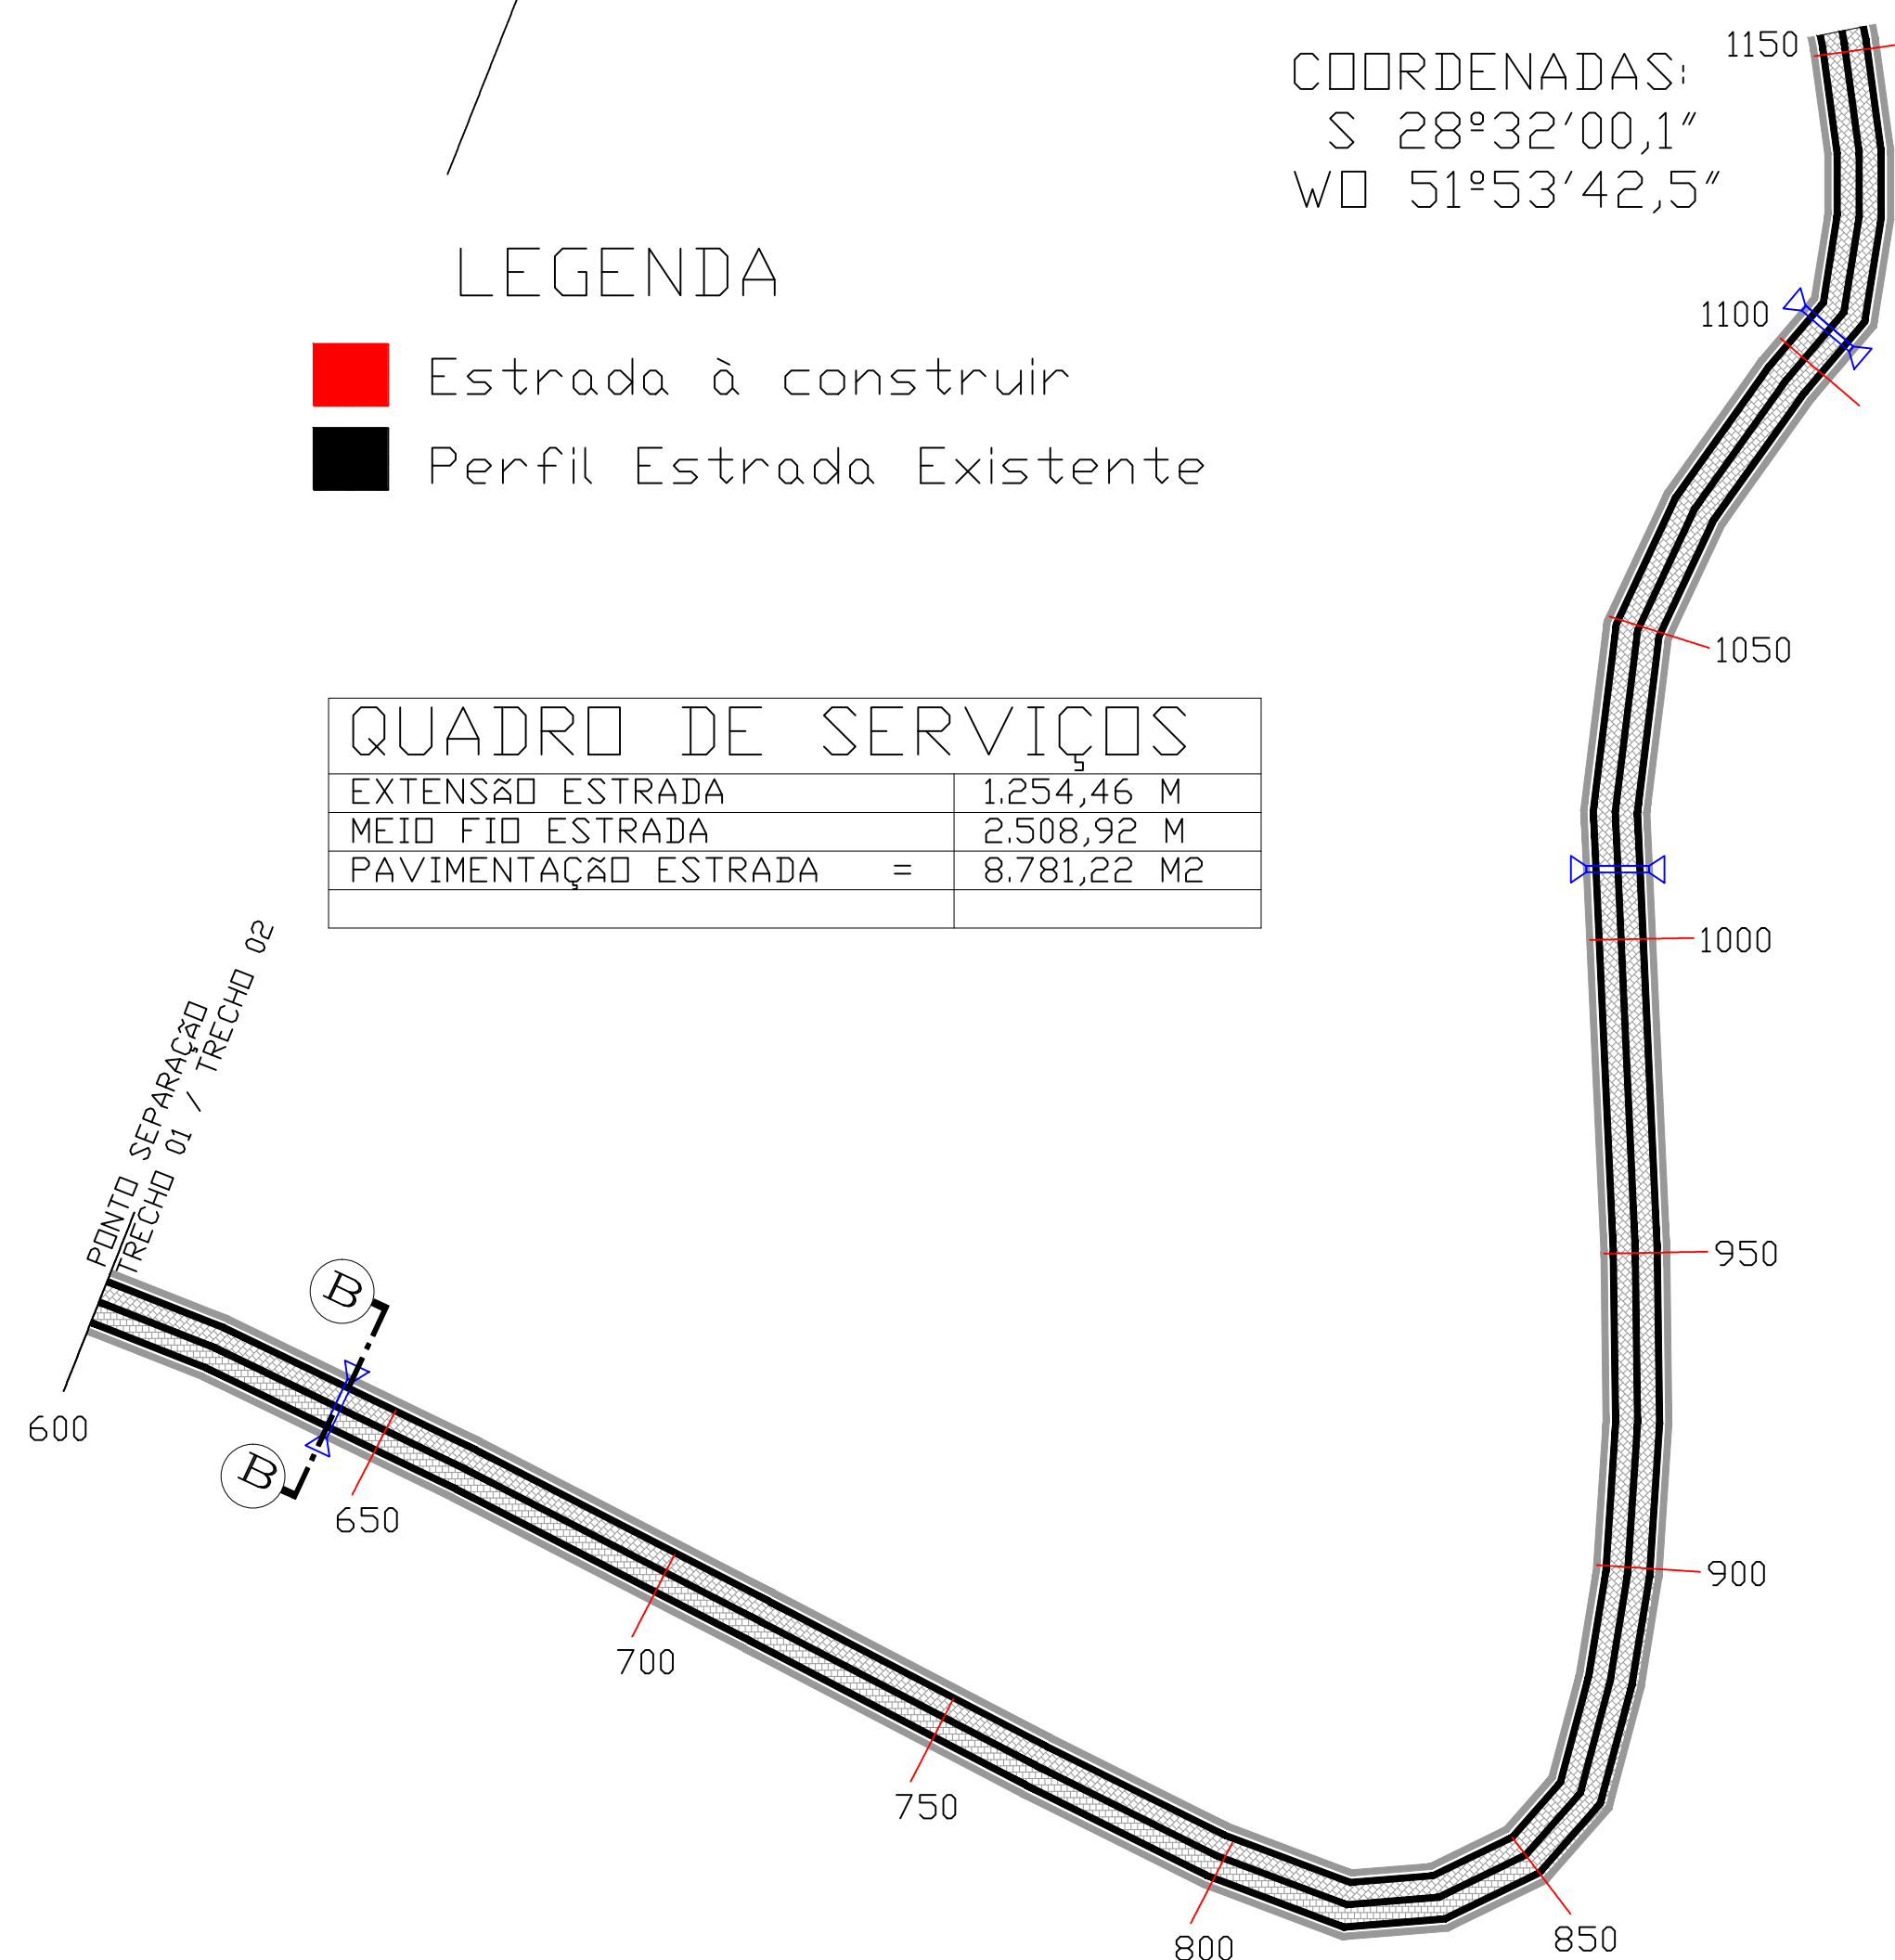 COORDENADAS:
S 28º32'00,1"
WO 51º53'42,5"
1150
LEGENDA
1100
Estrada à construir
Perfil Estrada Existente
1050
QUADRO DE SERVIÇOS
EXTENSÃO ESTRADA 1.254,46 M
MEIO FIO ESTRADA 2.508,92 M
PAVIMENTAÇÃO ESTRADA = 8.781,22 M2
1000
PONTO SEPARAÇÃO
TRECHO 01 / TRECHO 02
950
B
600
B
650
900
700
750
800
850